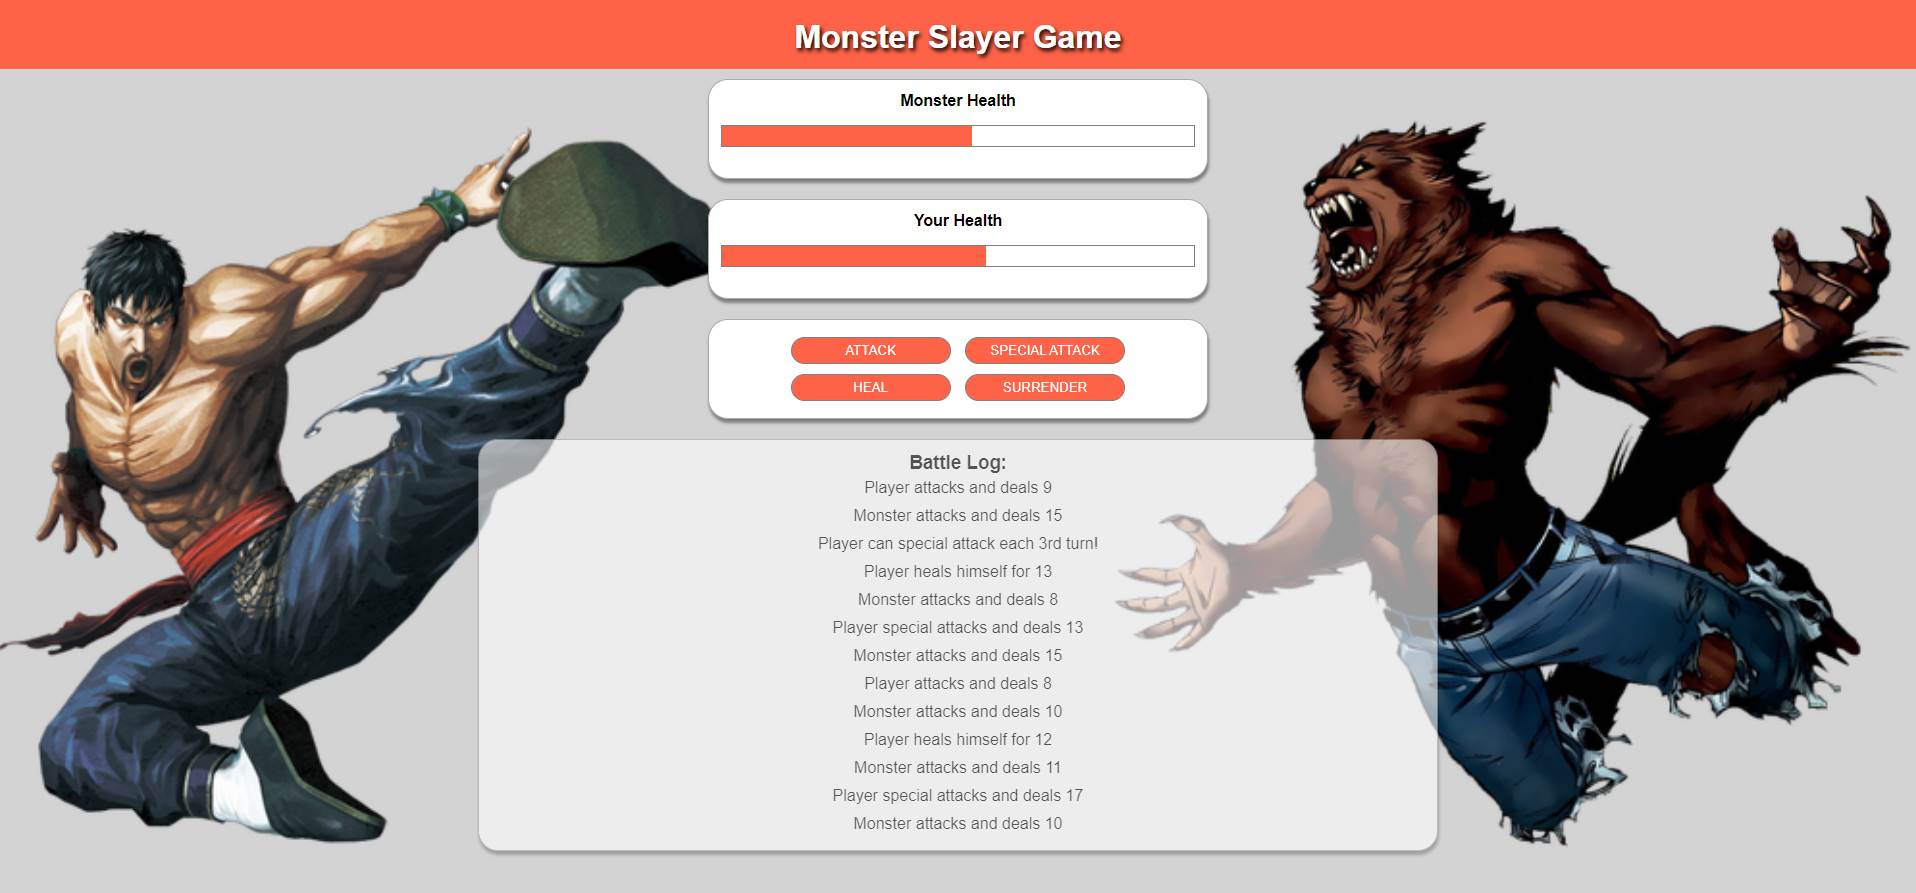 Monster Slayer Game
Monster Health
Your Health
ATTACK
SPECIAL ATTACK
HEAL
SURRENDER
Battle Log:
Player attacks and deals 9
Monster attacks and deals 15
Player can special attack each 3rd turn!
Player heals himself for 13
Monster attacks and deals 8
Player special attacks and deals 13
Monster attacks and deals 15
Player attacks and deals 8
Monster attacks and deals 10
Player heals himself for 12
Monster attacks and deals 11
Player special attacks and deals 17
Monster attacks and deals 10